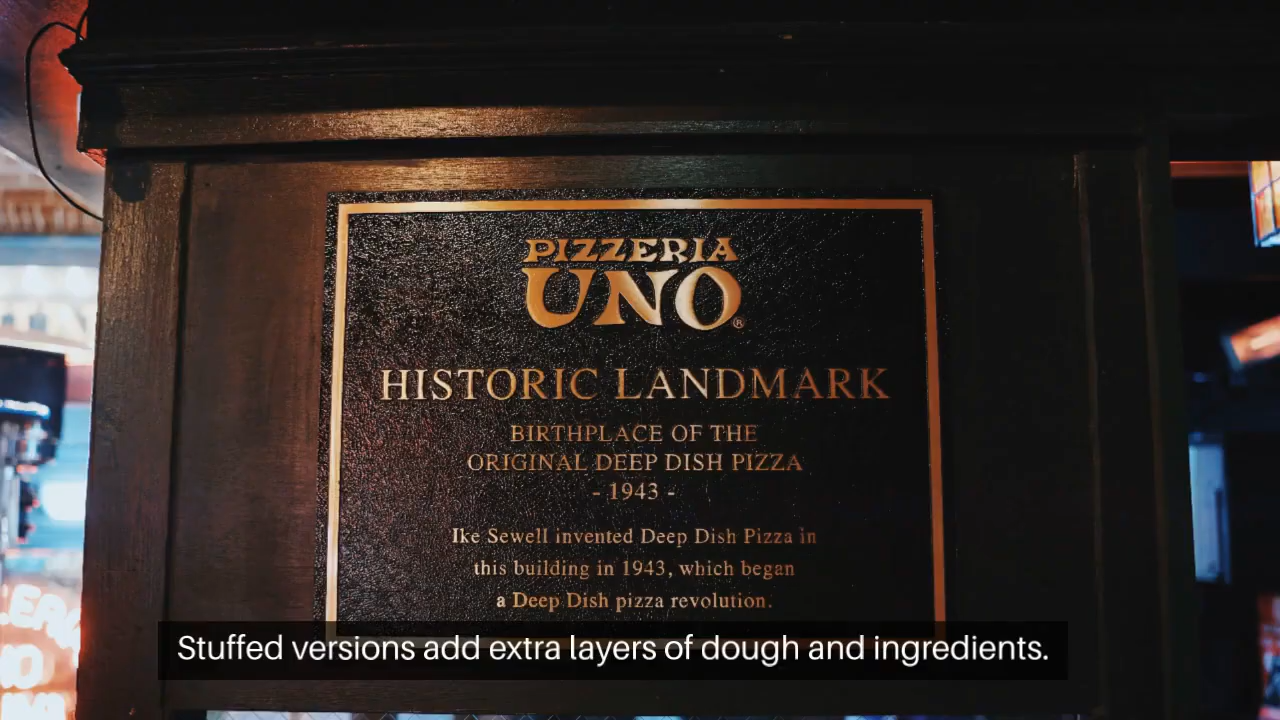 PIZZERIA
UNO®
HISTORIC LANDMARK
BIRTHPLACE OF THE
ORIGINAL DEEP DISH PIZZA
- 1943 -
Ike Sewell invented Deep Dish Pizza in
this building in 1943, which began
a Deep Dish pizza revolution.
Stuffed versions add extra layers of dough and ingredients.